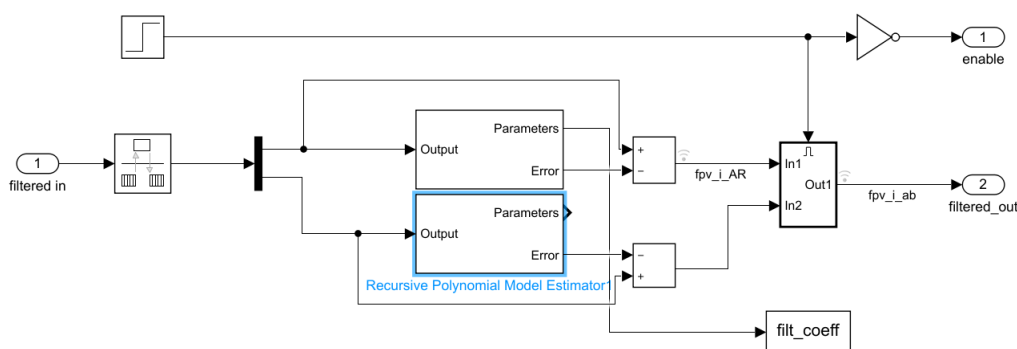 1
enable
Parameters
Output
Error
+
−
fpv_i_AR
1
filtered in
In1
Out1
In2
fpv_i_ab
2
filtered_out
Parameters
Output
Error
−
+
Recursive Polynomial Model Estimator1
filt_coeff